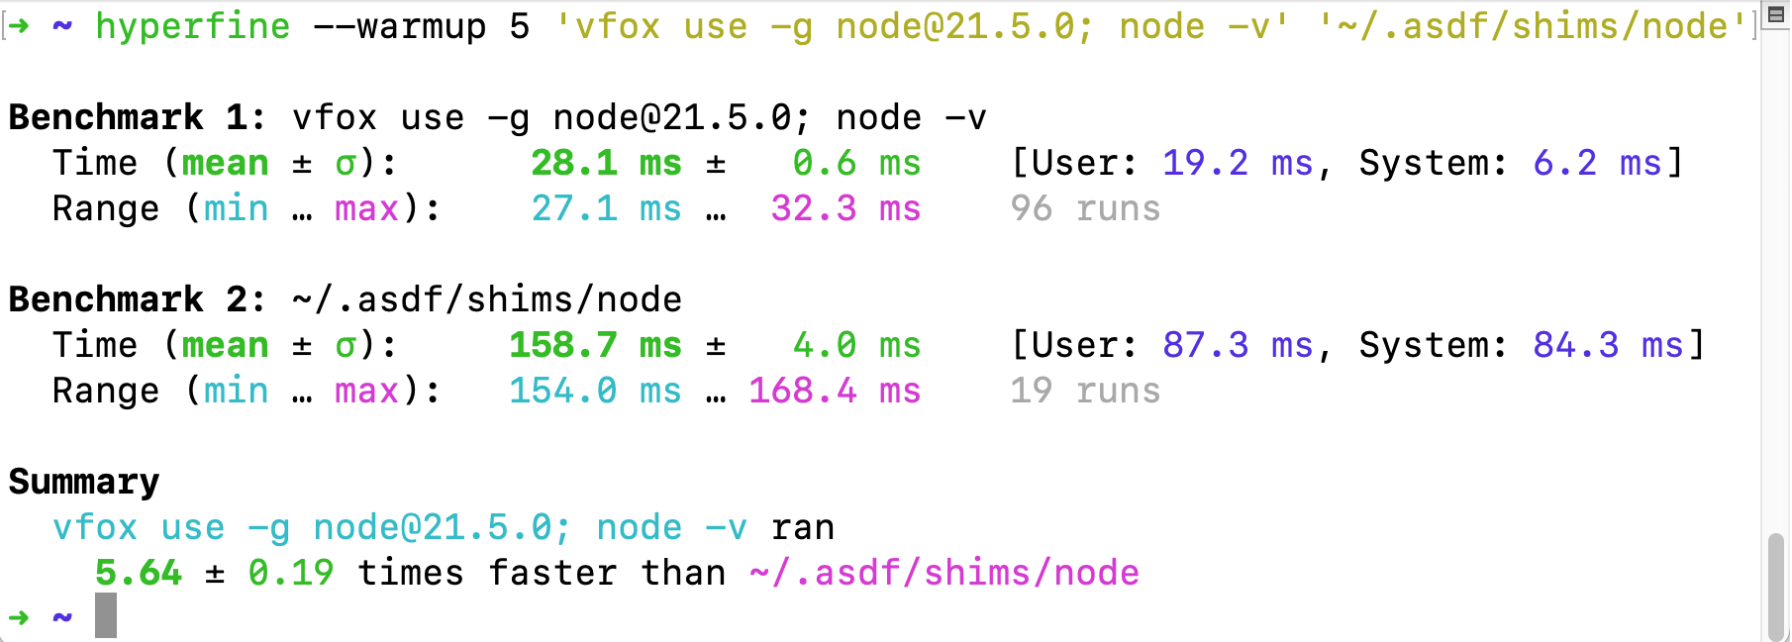 [➜ ~ hyperfine --warmup 5 'vfox use -g node@21.5.0; node -v' '~/.asdf/shims/node']
Benchmark 1: vfox use -g node@21.5.0; node -v
Time (mean ± σ): 28.1 ms ± 0.6 ms [User: 19.2 ms, System: 6.2 ms]
Range (min … max): 27.1 ms … 32.3 ms 96 runs
Benchmark 2: ~/.asdf/shims/node
Time (mean ± σ): 158.7 ms ± 4.0 ms [User: 87.3 ms, System: 84.3 ms]
Range (min … max): 154.0 ms … 168.4 ms 19 runs
Summary
vfox use -g node@21.5.0; node -v ran
5.64 ± 0.19 times faster than ~/.asdf/shims/node
➜ ~